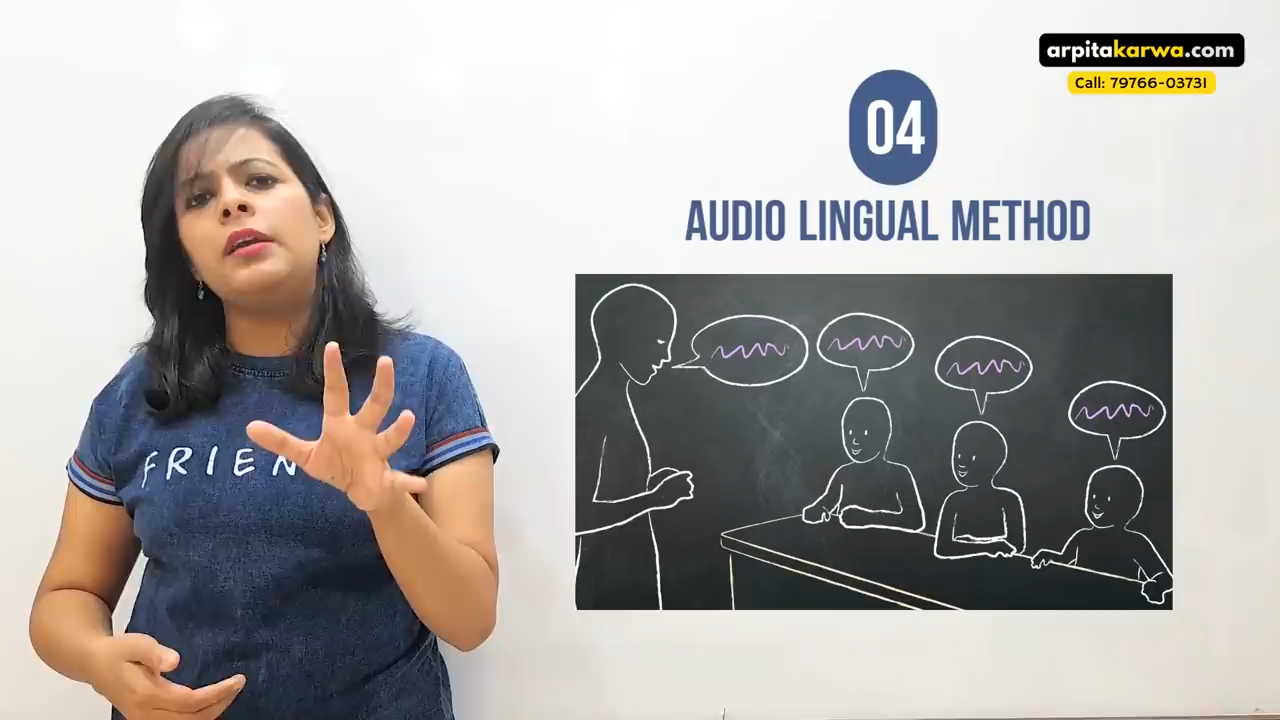 arpitakarwa.com
Call: 79766-03731
04
AUDIO LINGUAL METHOD
FRIEN